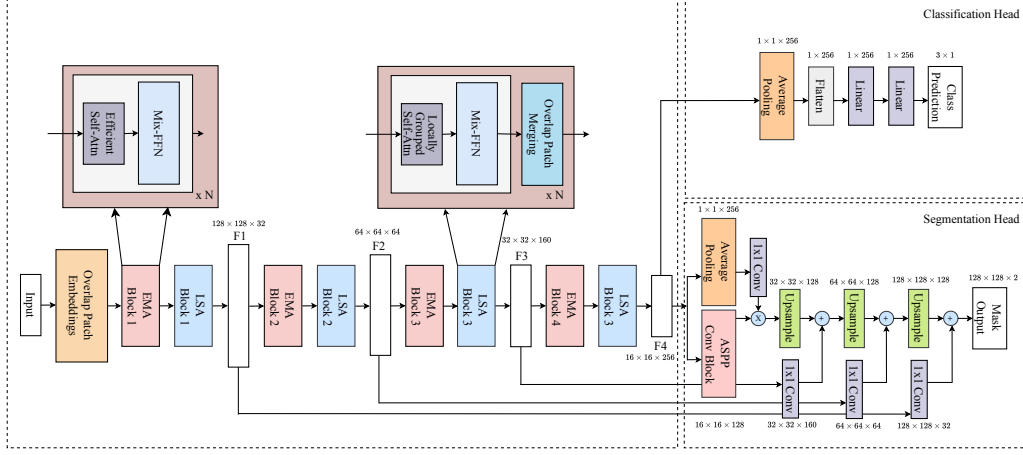 Classification Head
1 × 1 × 256
Average
Pooling
1 × 256
Flatten
1 × 256
Linear
1 × 256
Linear
3 × 1
Class
Prediction
Efficient
Self-Attn
Mix-FFN
x N
Locally
Grouped
Self-Attn
Mix-FFN
Overlap Patch
Merging
x N
Input
Overlap Patch
Embeddings
EMA
Block 1
LSA
Block 1
128 × 128 × 32
F1
EMA
Block 2
LSA
Block 2
64 × 64 × 64
F2
EMA
Block 3
LSA
Block 3
32 × 32 × 160
F3
EMA
Block 4
LSA
Block 3
F4
16 × 16 × 256
Segmentation Head
1 × 1 × 256
Average
Pooling
1x1 Conv
ASPP
Conv Block
16 × 16 × 128
x
32 × 32 × 128
Upsample
+
64 × 64 × 128
Upsample
+
128 × 128 × 128
Upsample
+
128 × 128 × 2
Mask
Output
1x1 Conv
32 × 32 × 160
1x1 Conv
64 × 64 × 64
1x1 Conv
128 × 128 × 32